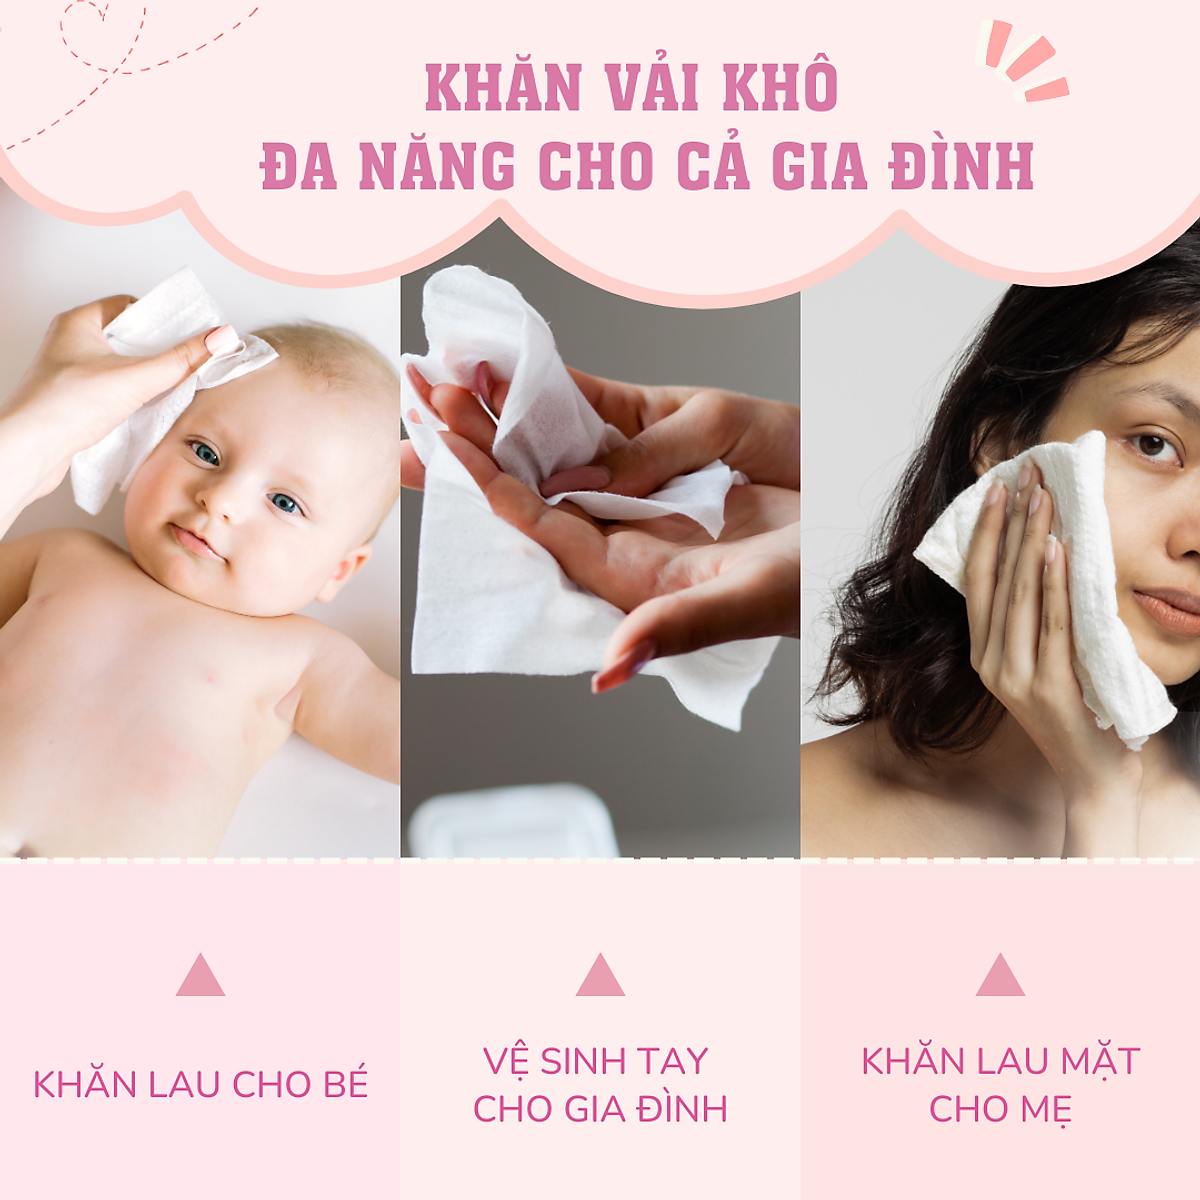 KHĂN VẢI KHÔ
ĐA NĂNG CHO CẢ GIA ĐÌNH
KHĂN LAU CHO BÉ
VỆ SINH TAY
CHO GIA ĐÌNH
KHĂN LAU MẶT
CHO MẸ